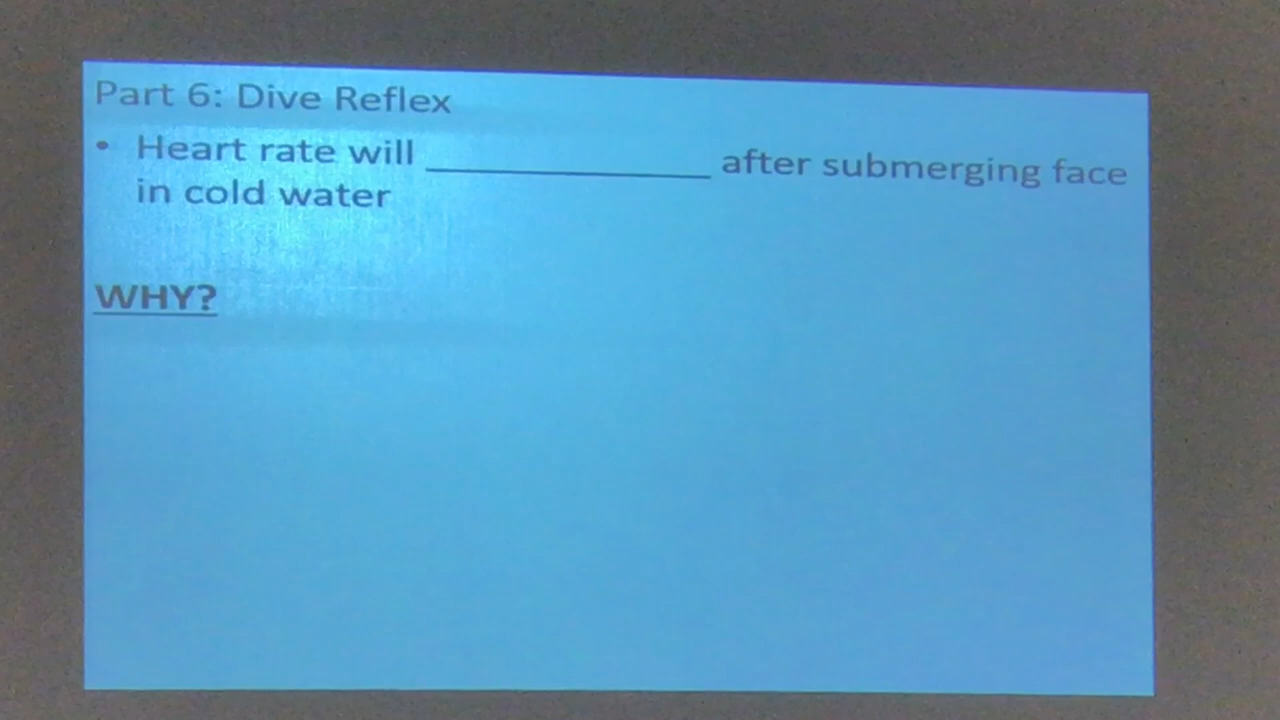 Part 6: Dive Reflex
• Heart rate will ______________ after submerging face
in cold water
WHY?